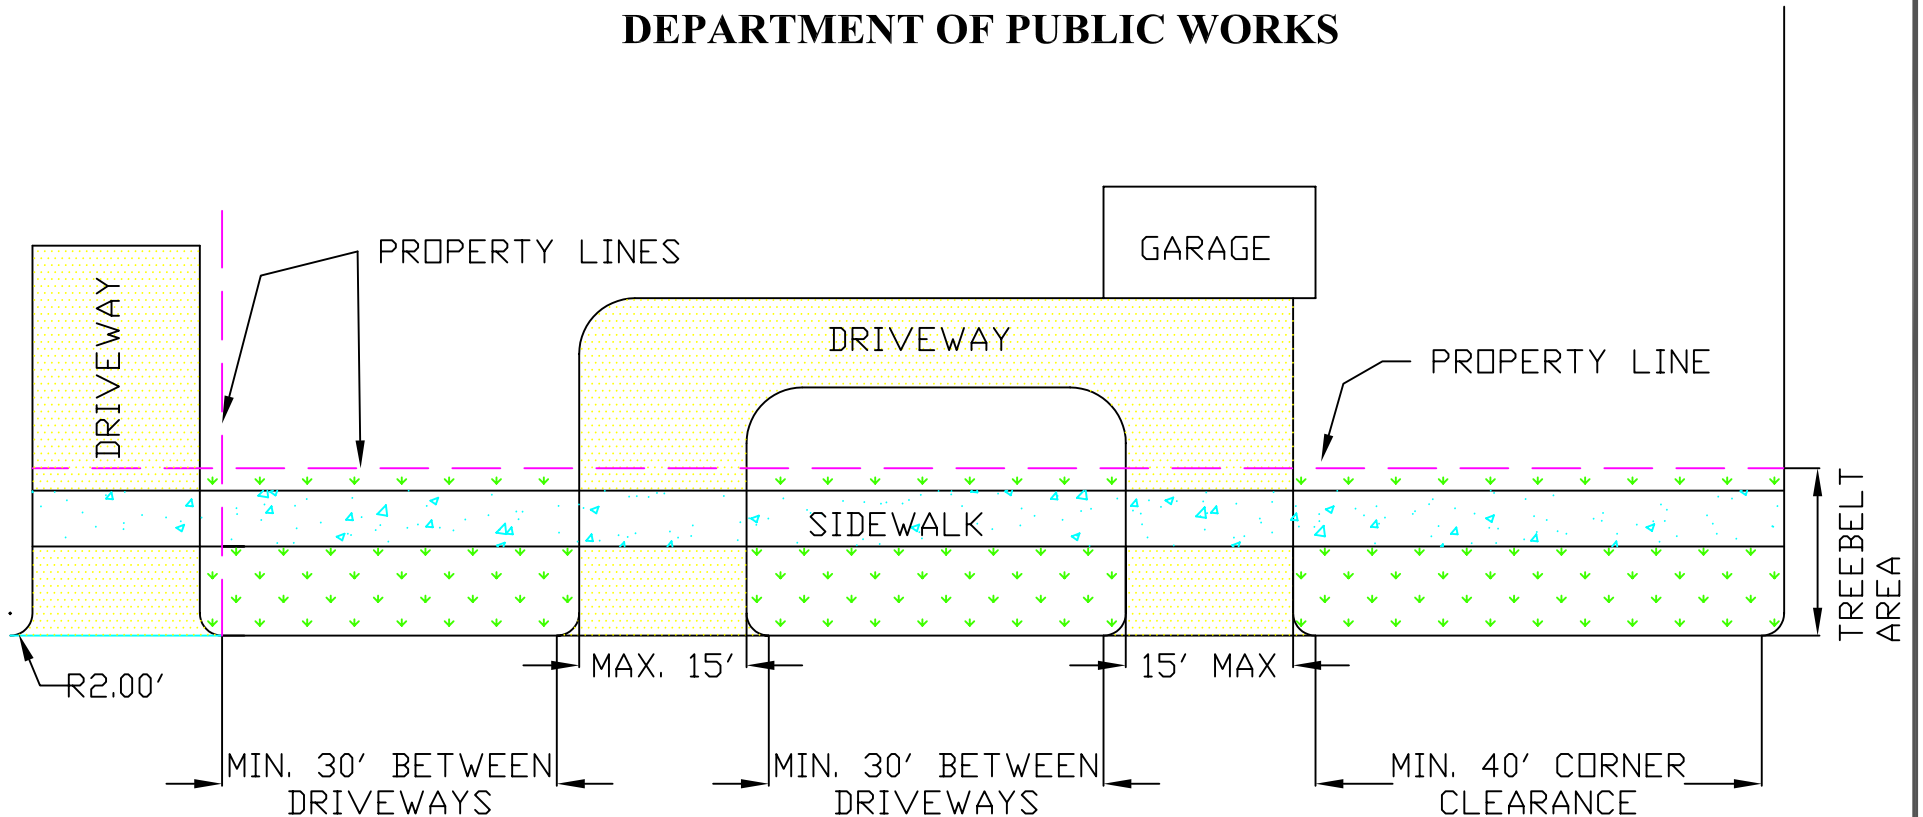 DEPARTMENT OF PUBLIC WORKS
GARAGE
PROPERTY LINES
DRIVEWAY
DRIVEWAY
PROPERTY LINE
SIDEWALK
TREEBELT
AREA
R2.00'
MAX. 15'
15' MAX
MIN. 30' BETWEEN
DRIVEWAYS
MIN. 30' BETWEEN
DRIVEWAYS
MIN. 40' CORNER
CLEARANCE